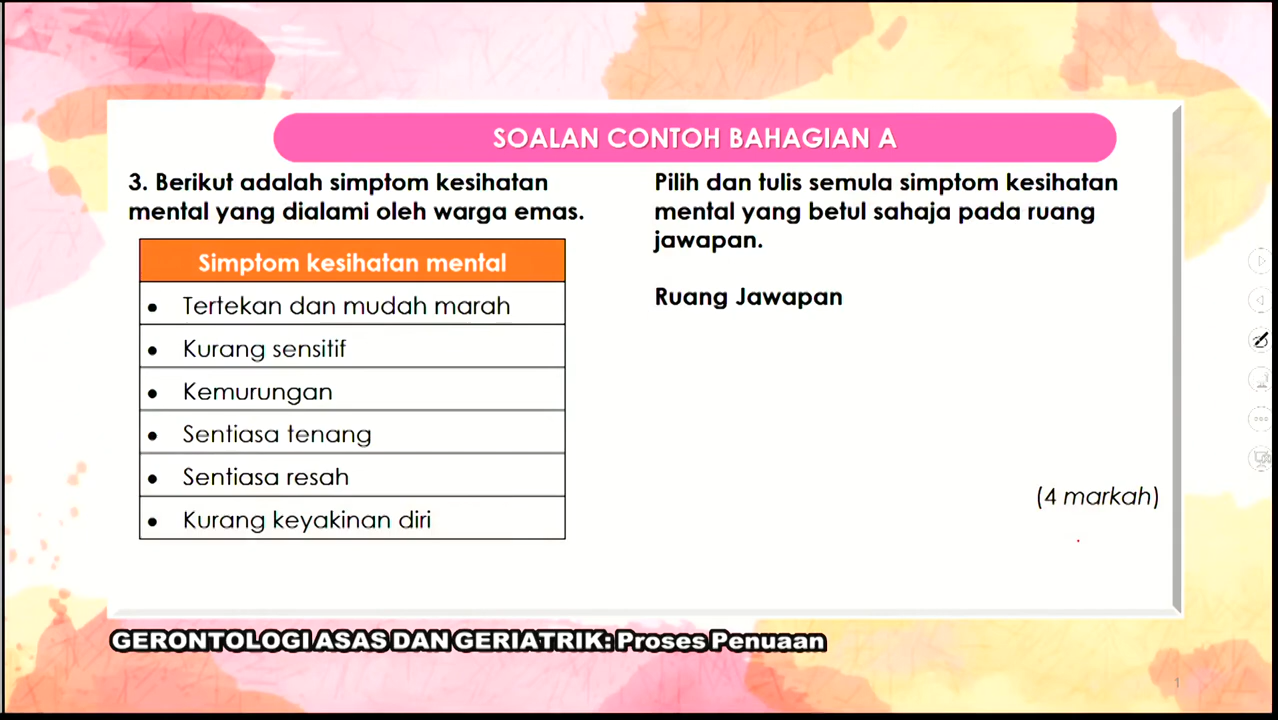 SOALAN CONTOH BAHAGIAN A
3. Berikut adalah simptom kesihatan
mental yang dialami oleh warga emas.
Simptom kesihatan mental
• Tertekan dan mudah marah
• Kurang sensitif
• Kemurungan
• Sentiasa tenang
• Sentiasa resah
• Kurang keyakinan diri
Pilih dan tulis semula simptom kesihatan
mental yang betul sahaja pada ruang
jawapan.
Ruang Jawapan
(4 markah)
GERONTOLOGI ASAS DAN GERIATRIK: Proses Penuaan
1